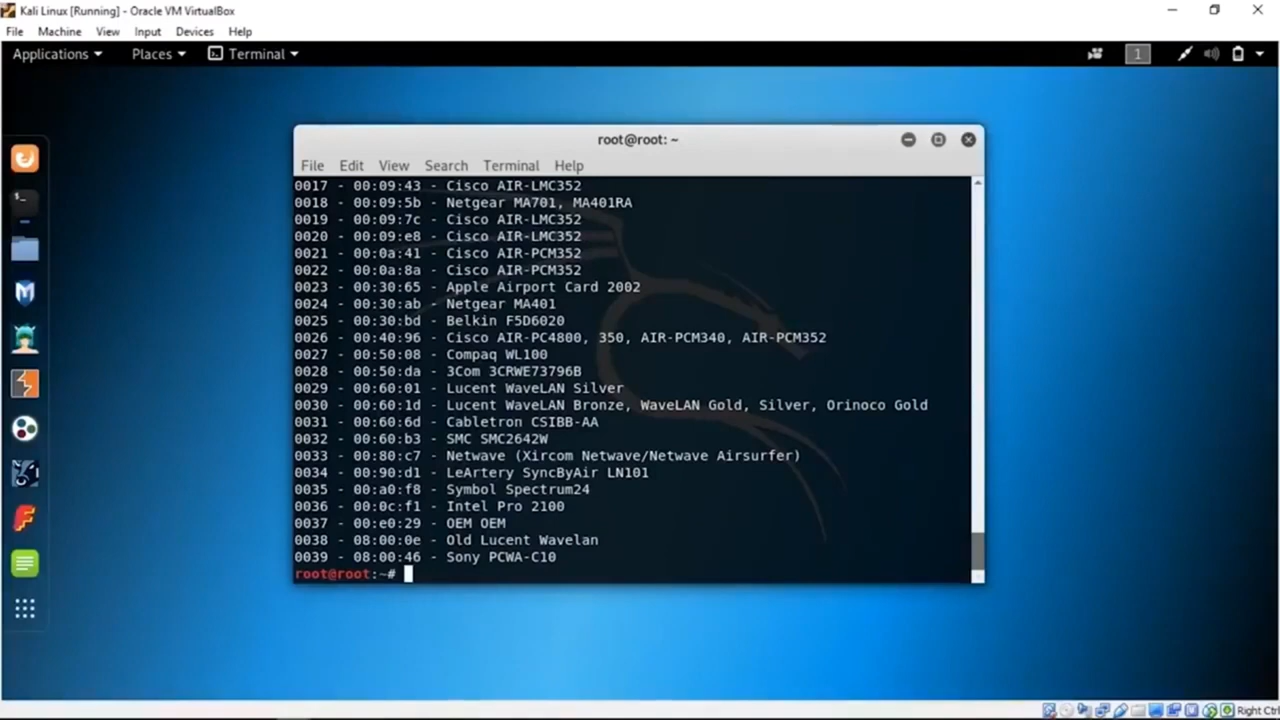 Kali Linux [Running] - Oracle VM VirtualBox
File Machine View Input Devices Help
Applications Places Terminal 1
root@root: ~
File Edit View Search Terminal Help
0017 - 00:09:43 - Cisco AIR-LMC352
0018 - 00:09:5b - Netgear MA701, MA401RA
0019 - 00:09:7c - Cisco AIR-LMC352
0020 - 00:09:e8 - Cisco AIR-LMC352
0021 - 00:0a:41 - Cisco AIR-PCM352
0022 - 00:0a:8a - Cisco AIR-PCM352
0023 - 00:30:65 - Apple Airport Card 2002
0024 - 00:30:ab - Netgear MA401
0025 - 00:30:bd - Belkin F5D6020
0026 - 00:40:96 - Cisco AIR-PC4800, 350, AIR-PCM340, AIR-PCM352
0027 - 00:50:08 - Compaq WL100
0028 - 00:50:da - 3Com 3CRWE73796B
0029 - 00:60:01 - Lucent WaveLAN Silver
0030 - 00:60:1d - Lucent WaveLAN Bronze, WaveLAN Gold, Silver, Orinoco Gold
0031 - 00:60:6d - Cabletron CSIBB-AA
0032 - 00:60:b3 - SMC SMC2642W
0033 - 00:80:c7 - Netwave (Xircom Netwave/Netwave Airsurfer)
0034 - 00:90:d1 - LeArtery SyncByAir LN101
0035 - 00:a0:f8 - Symbol Spectrum24
0036 - 00:0c:f1 - Intel Pro 2100
0037 - 00:e0:29 - OEM OEM
0038 - 08:00:0e - Old Lucent Wavelan
0039 - 08:00:46 - Sony PCWA-C10
root@root:~#
Right Ctrl